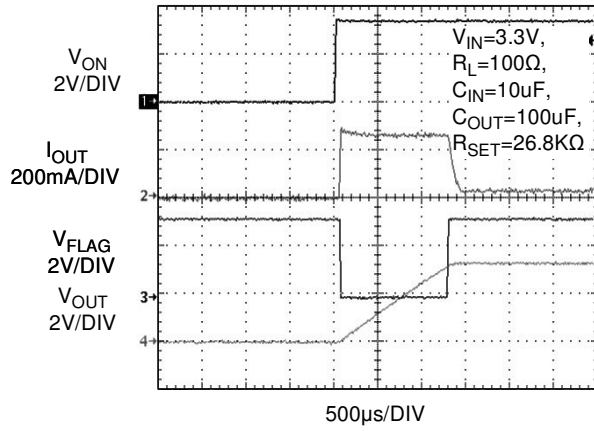 V_ON
2V/DIV
I_OUT
200mA/DIV
V_FLAG
2V/DIV
V_OUT
2V/DIV
1
2
3
4
V_IN=3.3V,
R_L=100Ω,
C_IN=10uF,
C_OUT=100uF,
R_SET=26.8KΩ
500µs/DIV